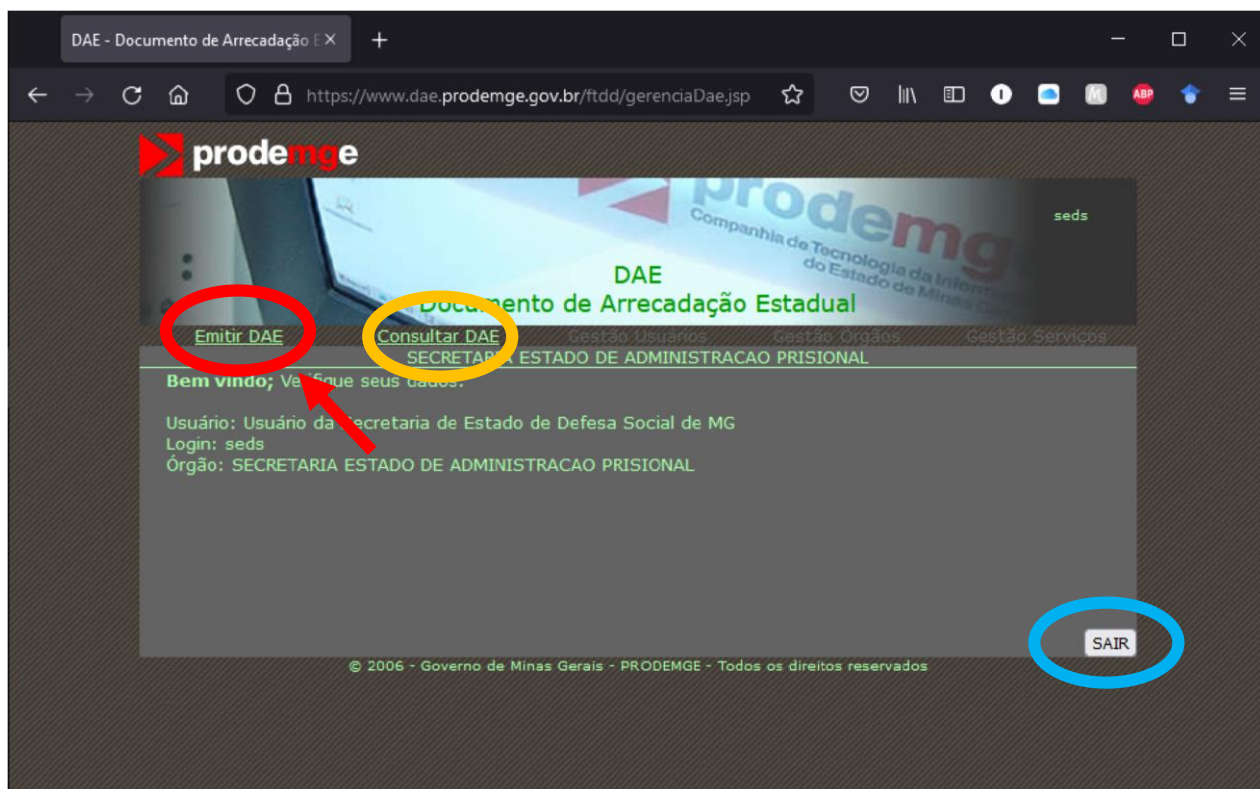 DAE - Documento de Arrecadação E
https://www.dae.prodemge.gov.br/ftdd/gerenciaDae.jsp
ABP
prodemge
prodemge
Companhia de Tecnologia da Inform
do Estado de Minas Gerais
seds
DAE
Documento de Arrecadação Estadual
Emitir DAE Consultar DAE Gestão Usuários Gestão Orgãos Gestão Serviços
SECRETARIA ESTADO DE ADMINISTRACAO PRISIONAL
Bem vindo; Verifique seus dados.
Usuário: Usuário da Secretaria de Estado de Defesa Social de MG
Login: seds
Órgão: SECRETARIA ESTADO DE ADMINISTRACAO PRISIONAL
SAIR
© 2006 - Governo de Minas Gerais - PRODEMGE - Todos os direitos reservados